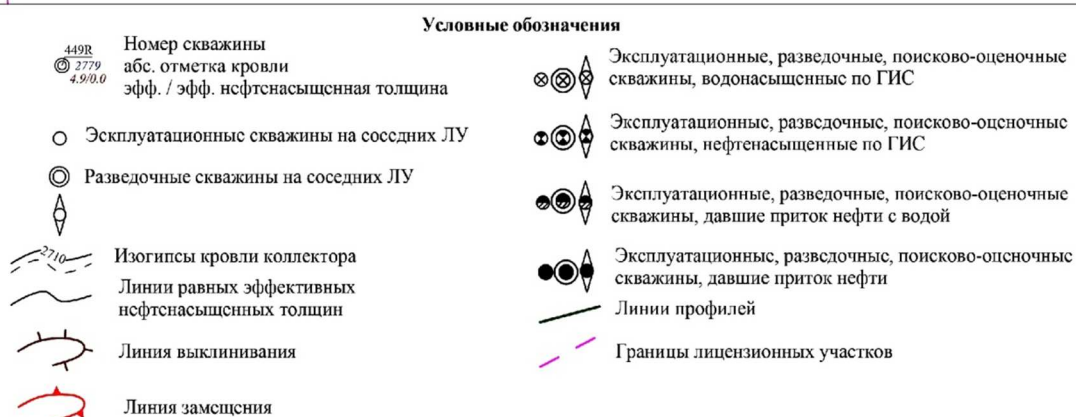 Условные обозначения
449R
2779
4.9/0.0
Номер скважины
абс. отметка кровли
эфф. / эфф. нефтенасыщенная толщина
Эскплуатационные скважины на соседних ЛУ
Разведочные скважины на соседних ЛУ
2710
Изогипсы кровли коллектора
Линии равных эффективных
нефтенасыщенных толщин
Линия выклинивания
Линия замещения
Эксплуатационные, разведочные, поисково-оценочные
скважины, водонасыщенные по ГИС
Эксплуатационные, разведочные, поисково-оценочные
скважины, нефтенасыщенные по ГИС
Эксплуатационные, разведочные, поисково-оценочные
скважины, давшие приток нефти с водой
Эксплуатационные, разведочные, поисково-оценочные
скважины, давшие приток нефти
Линии профилей
Границы лицензионных участков